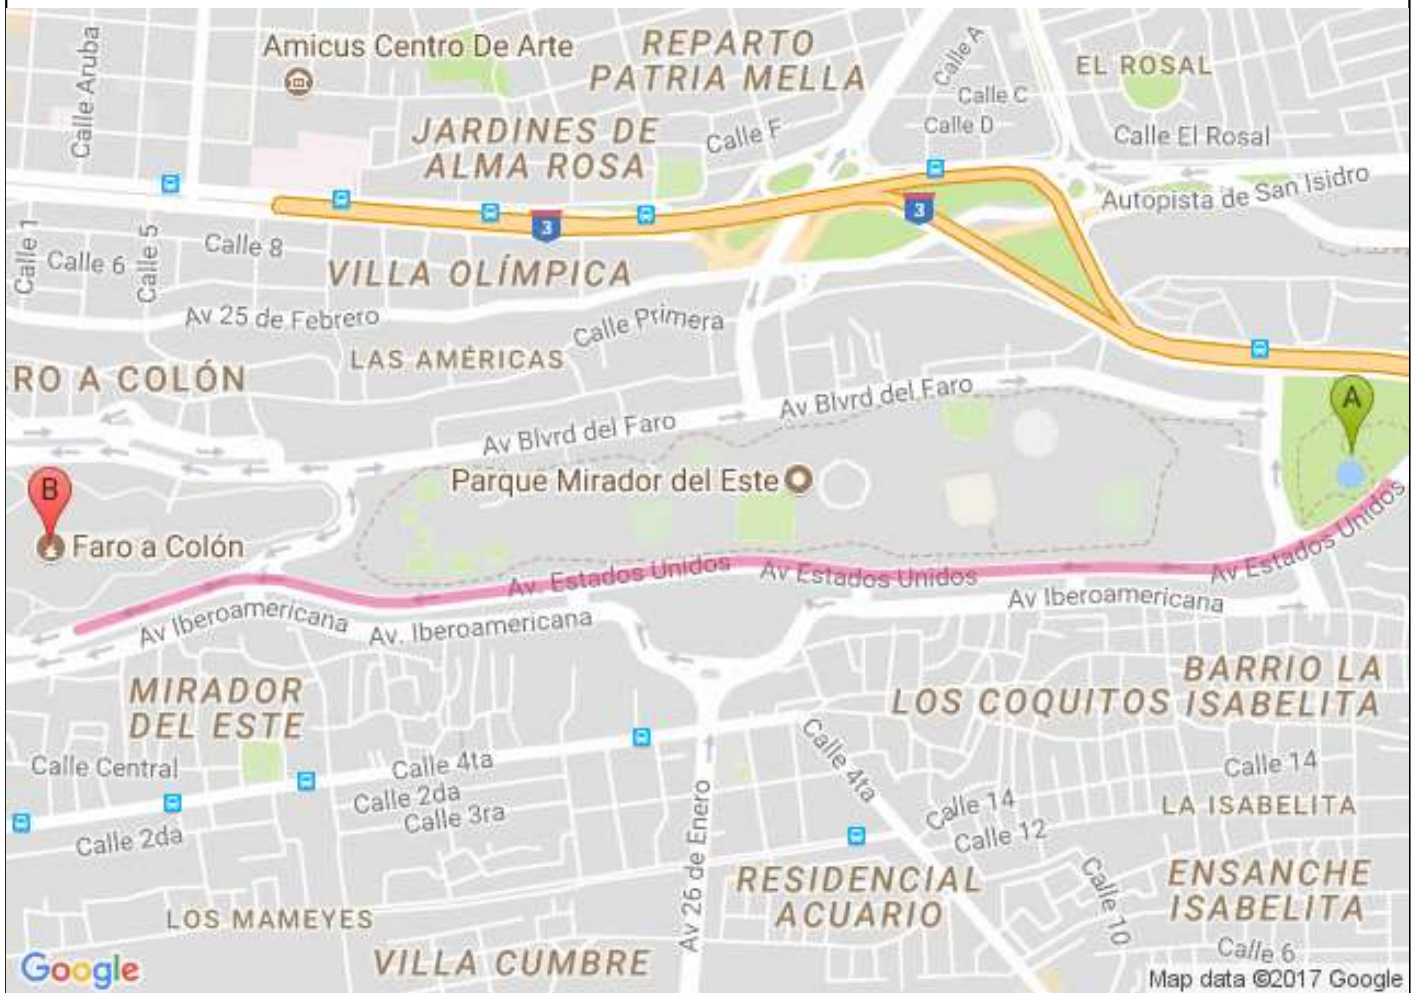 Calle Aruba
Amicus Centro De Arte
REPARTO
PATRIA MELLA
Calle A
EL ROSAL
Calle C
Calle D
Calle El Rosal
JARDINES DE
ALMA ROSA
Calle F
Autopista de San Isidro
3
3
Calle 1
Calle 6
Calle 5
Calle 8
VILLA OLÍMPICA
Av 25 de Febrero
Calle Primera
LAS AMÉRICAS
RO A COLÓN
Av Blvrd del Faro
Av Blvrd del Faro
A
Parque Mirador del Este
B
Faro a Colón
Av. Estados Unidos
Av Estados Unidos
Av Estados Unidos
Av Iberoamericana
Av. Iberoamericana
Av Iberoamericana
MIRADOR
DEL ESTE
BARRIO LA
ISABELITA
LOS COQUITOS
Calle Central
Calle 4ta
Calle 2da
Calle 3ra
Calle 2da
Calle 4ta
Calle 14
Calle 14
Calle 12
LA ISABELITA
Av 26 de Enero
RESIDENCIAL
ACUARIO
Calle 10
ENSANCHE
ISABELITA
LOS MAMEYES
VILLA CUMBRE
Calle 6
Google
Map data ©2017 Google